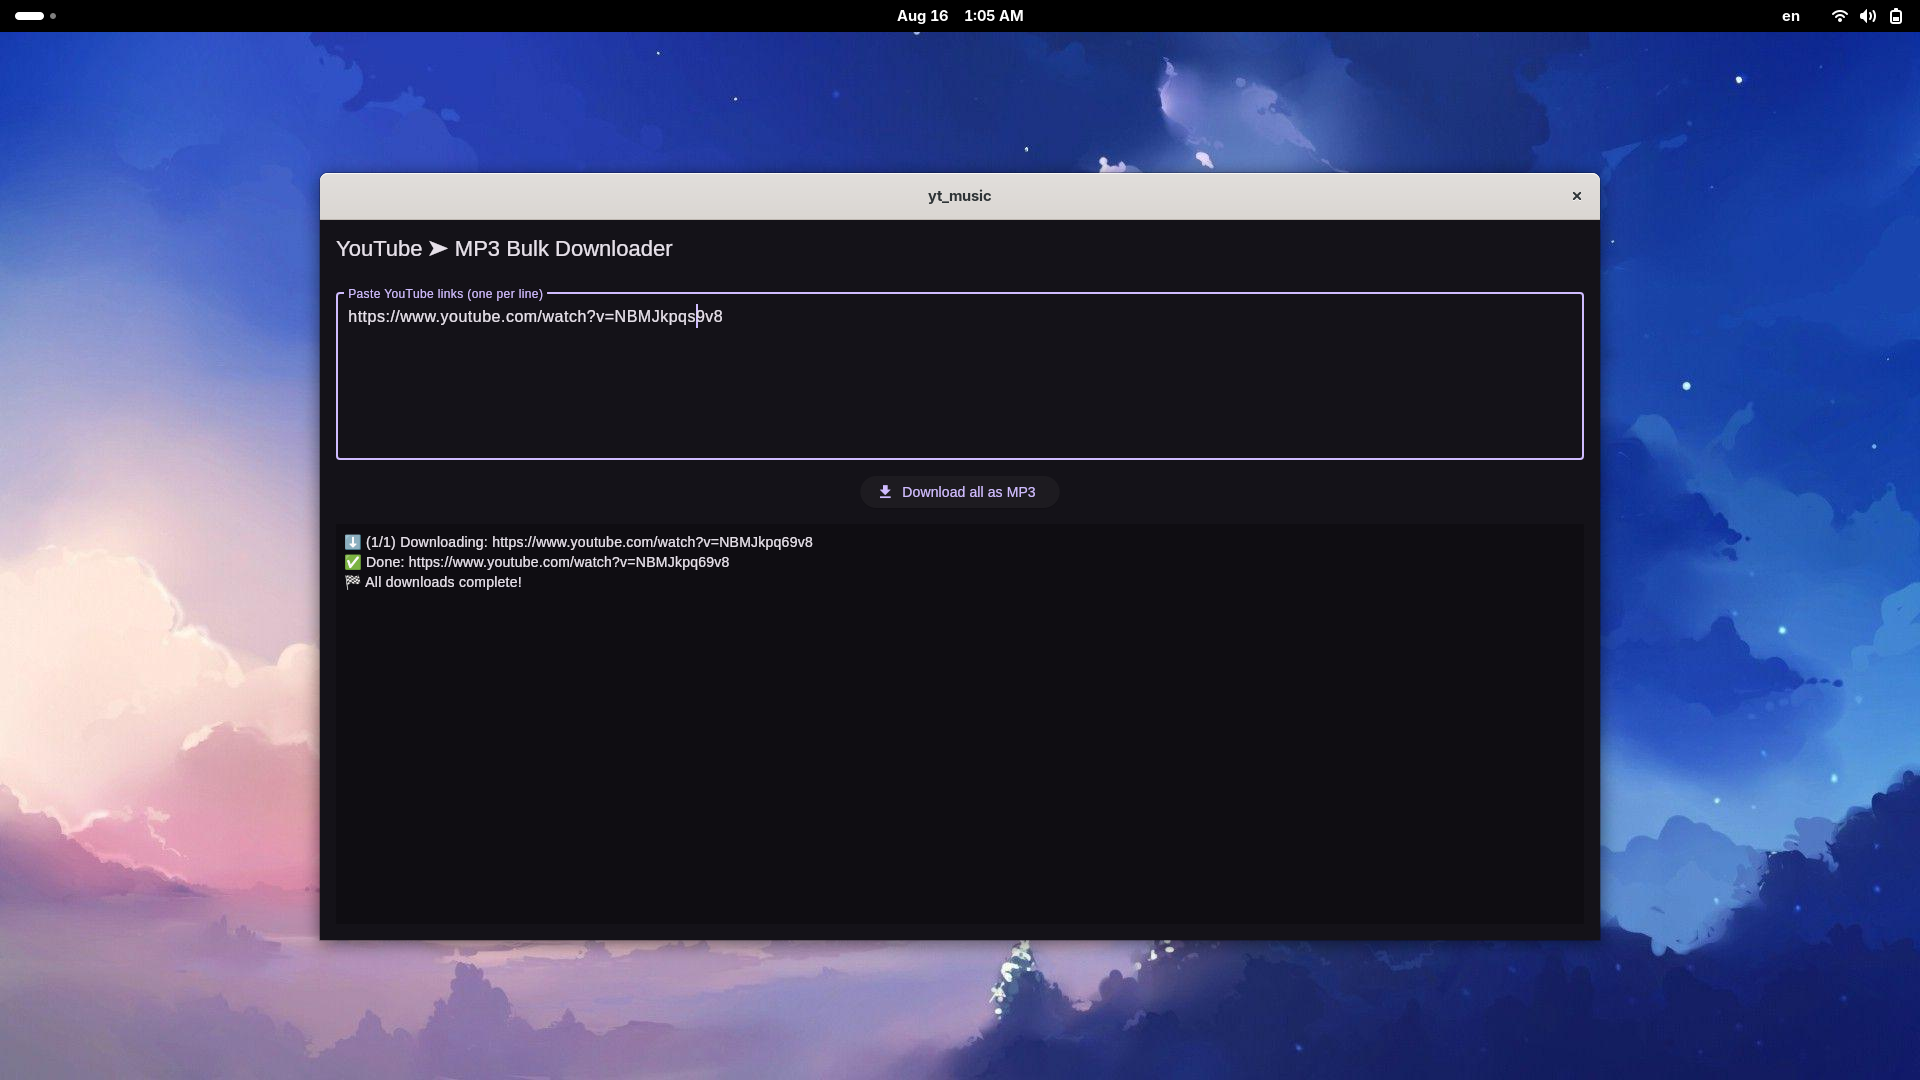 Aug 16 1:05 AM
en
yt_music
YouTube ➤ MP3 Bulk Downloader
Paste YouTube links (one per line)
https://www.youtube.com/watch?v=NBMJkpqs9v8
Download all as MP3
⬇️ (1/1) Downloading: https://www.youtube.com/watch?v=NBMJkpq69v8
✅ Done: https://www.youtube.com/watch?v=NBMJkpq69v8
🏁 All downloads complete!